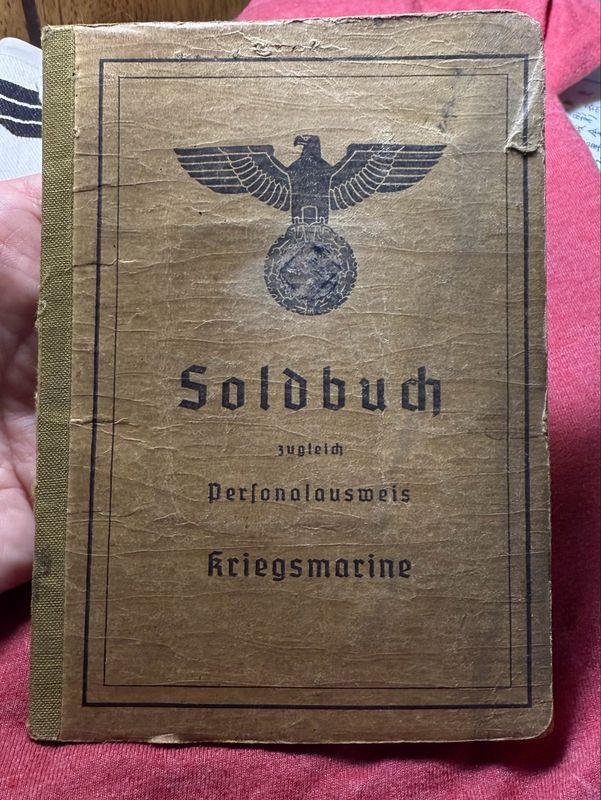 Soldbuch
zugleich
Perſonalausweis
Kriegsmarine